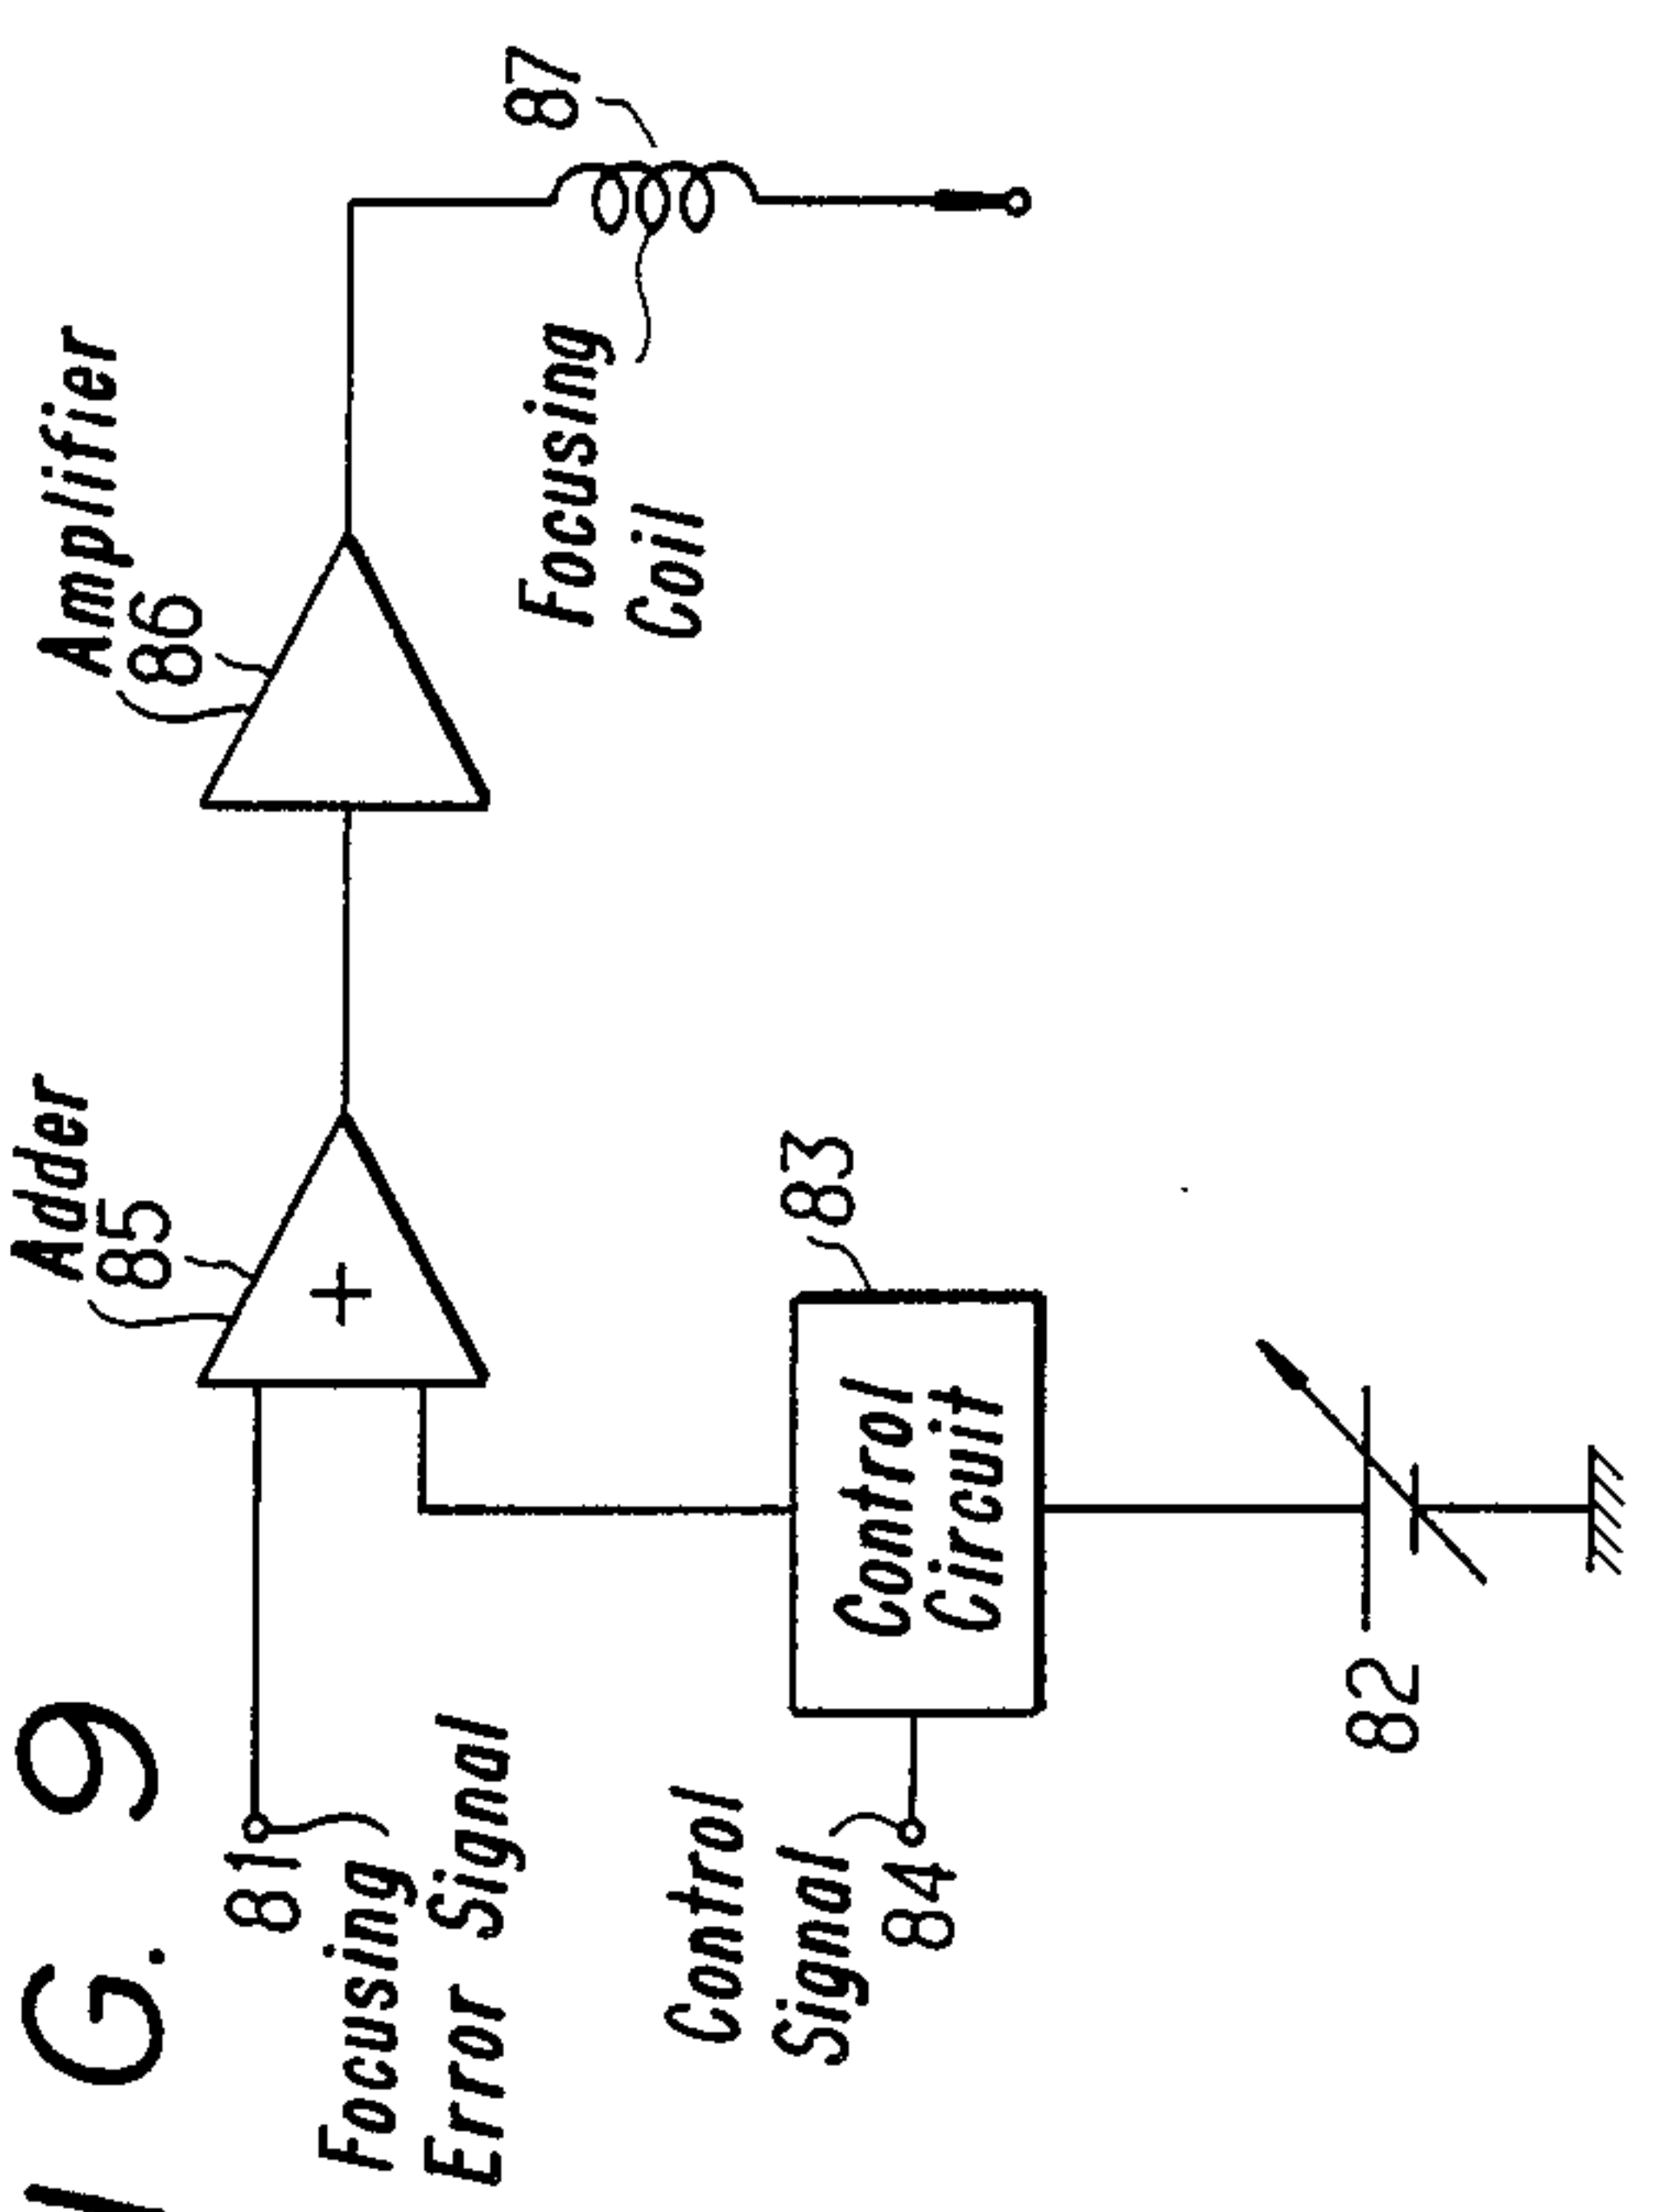 G. 9
Adder
85
Amplifier
86
87
81
Focusing
Error Signal
+
Focusing
Coil
Control
Signal
84
Control
Circuit
83
82